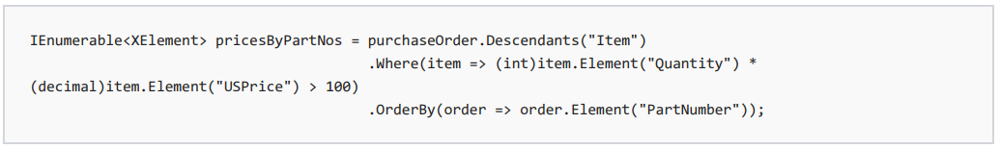 IEnumerable<XElement> pricesByPartNos = purchaseOrder.Descendants("Item")
.Where(item => (int)item.Element("Quantity") *
(decimal)item.Element("USPrice") > 100)
.OrderBy(order => order.Element("PartNumber"));